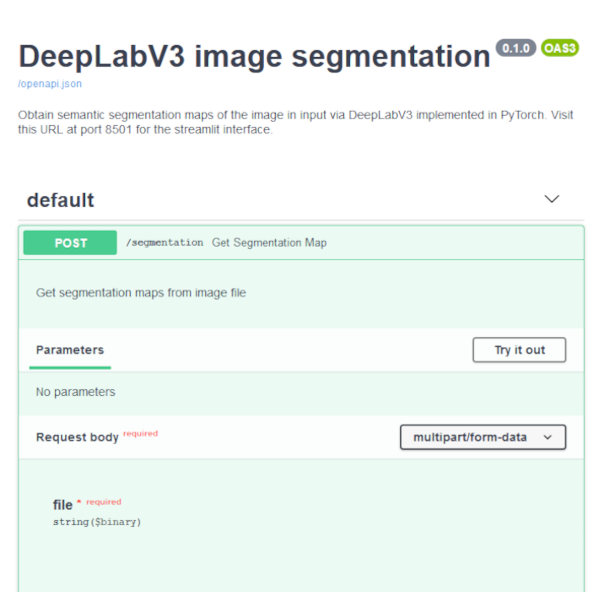 DeepLabV3 image segmentation 0.1.0 OAS3
/openapi.json
Obtain semantic segmentation maps of the image in input via DeepLabV3 implemented in PyTorch. Visit
this URL at port 8501 for the streamlit interface.
default
POST /segmentation Get Segmentation Map
Get segmentation maps from image file
Parameters Try it out
No parameters
Request body required multipart/form-data
file * required
string($binary)